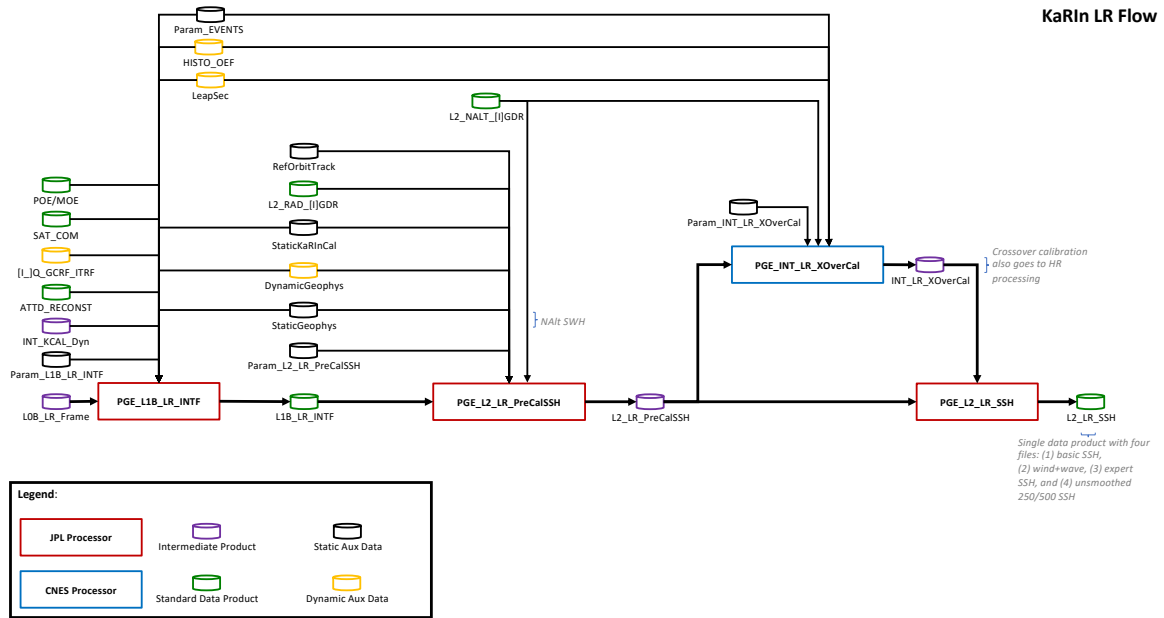 KaRIn LR Flow
Param_EVENTS
HISTO_OEF
LeapSec
L2_NALT_[I]GDR
RefOrbitTrack
POE/MOE
L2_RAD_[I]GDR
SAT_COM
StaticKaRInCal
Param_INT_LR_XOverCal
[I_]Q_GCRF_ITRF
DynamicGeophys
PGE_INT_LR_XOverCal
INT_LR_XOverCal
Crossover calibration
also goes to HR
processing
ATTD_RECONST
StaticGeophys
NAlt SWH
INT_KCAL_Dyn
Param_L2_LR_PreCalSSH
Param_L1B_LR_INTF
L0B_LR_Frame
PGE_L1B_LR_INTF
L1B_LR_INTF
PGE_L2_LR_PreCalSSH
L2_LR_PreCalSSH
PGE_L2_LR_SSH
L2_LR_SSH
Single data product with four
files: (1) basic SSH,
(2) wind+wave, (3) expert
SSH, and (4) unsmoothed
250/500 SSH
Legend:
JPL Processor
Intermediate Product
Static Aux Data
CNES Processor
Standard Data Product
Dynamic Aux Data